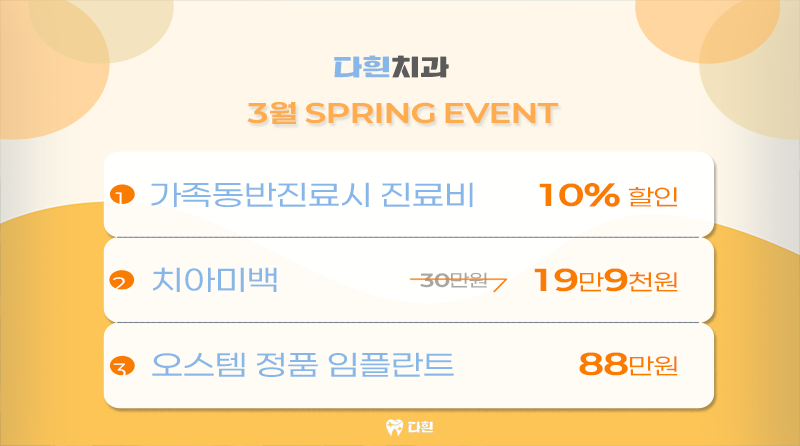 다흰치과
3월 SPRING EVENT
1 가족동반진료시 진료비 10% 할인
2 치아미백 30만원 19만9천원
3 오스템 정품 임플란트 88만원
다흰